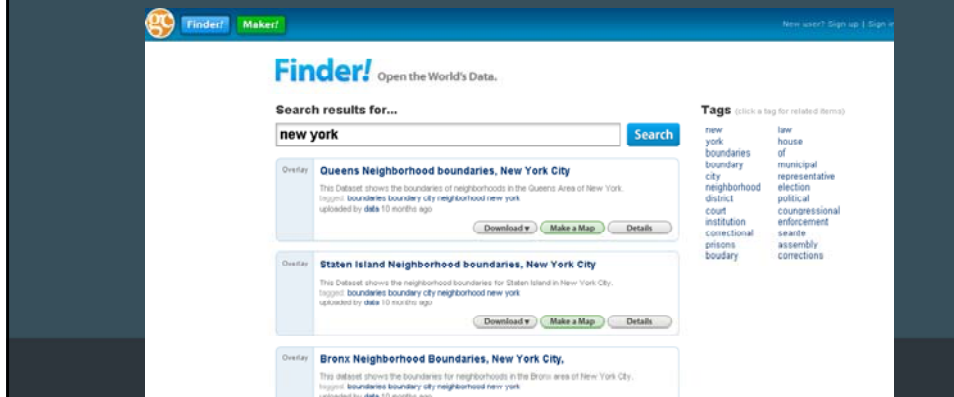 gc Finder! Maker! New user? Sign up | Sign in
Finder! Open the World's Data.
Search results for...
new york Search
Overlay Queens Neighborhood boundaries, New York City
This Dataset shows the boundaries of neighborhoods in the Queens Area of New York.
tagged: boundaries boundary city neighborhood new york
uploaded by data 10 months ago
Download Make a Map Details
Overlay Staten Island Neighborhood boundaries, New York City
This Dataset shows the neighborhood boundaries for Staten Island in New York City.
tagged: boundaries boundary city neighborhood new york
uploaded by data 10 months ago
Download Make a Map Details
Overlay Bronx Neighborhood Boundaries, New York City,
This dataset shows the boundaries for neighborhoods in the Bronx area of New York City.
tagged: boundaries boundary city neighborhood new york
uploaded by data 10 months ago
Tags (click a tag for related items)
new law
york house
boundaries of
boundary municipal
city representative
neighborhood election
district political
court coungressional
institution enforcement
correctional
prisons assembly
boudary corrections